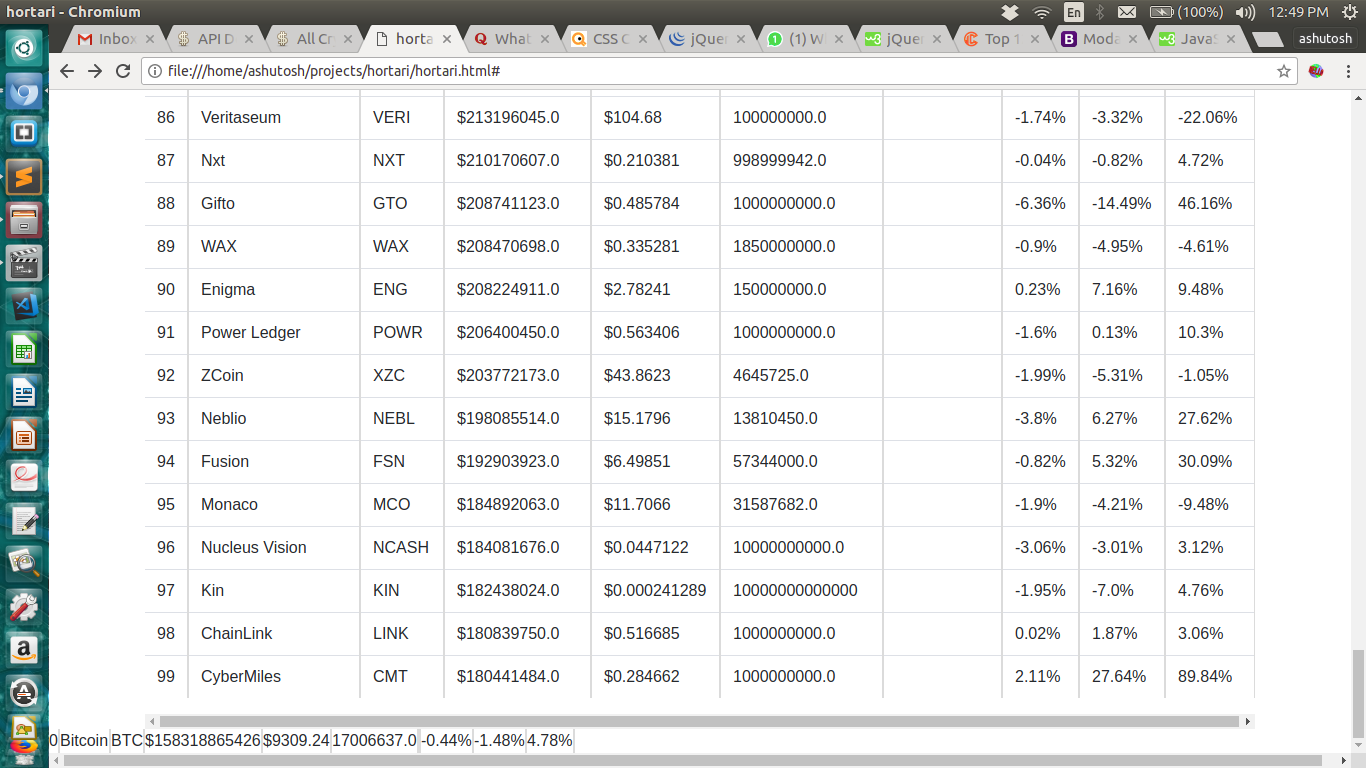 hortari - Chromium En (100%) 12:49 PM
Inbox API D All Cr horta Wha CSS C jQuer (1) W jQuer Top 1 Moda JavaS ashutosh
file:///home/ashutosh/projects/hortari/hortari.html#
86 Veritaseum VERI $213196045.0 $104.68 100000000.0 -1.74% -3.32% -22.06%
87 Nxt NXT $210170607.0 $0.210381 998999942.0 -0.04% -0.82% 4.72%
88 Gifto GTO $208741123.0 $0.485784 1000000000.0 -6.36% -14.49% 46.16%
89 WAX WAX $208470698.0 $0.335281 1850000000.0 -0.9% -4.95% -4.61%
90 Enigma ENG $208224911.0 $2.78241 150000000.0 0.23% 7.16% 9.48%
91 Power Ledger POWR $206400450.0 $0.563406 1000000000.0 -1.6% 0.13% 10.3%
92 ZCoin XZC $203772173.0 $43.8623 4645725.0 -1.99% -5.31% -1.05%
93 Neblio NEBL $198085514.0 $15.1796 13810450.0 -3.8% 6.27% 27.62%
94 Fusion FSN $192903923.0 $6.49851 57344000.0 -0.82% 5.32% 30.09%
95 Monaco MCO $184892063.0 $11.7066 31587682.0 -1.9% -4.21% -9.48%
96 Nucleus Vision NCASH $184081676.0 $0.0447122 10000000000.0 -3.06% -3.01% 3.12%
97 Kin KIN $182438024.0 $0.000241289 10000000000000 -1.95% -7.0% 4.76%
98 ChainLink LINK $180839750.0 $0.516685 1000000000.0 0.02% 1.87% 3.06%
99 CyberMiles CMT $180441484.0 $0.284662 1000000000.0 2.11% 27.64% 89.84%
0 Bitcoin BTC $158318865426 $9309.24 17006637.0 -0.44% -1.48% 4.78%